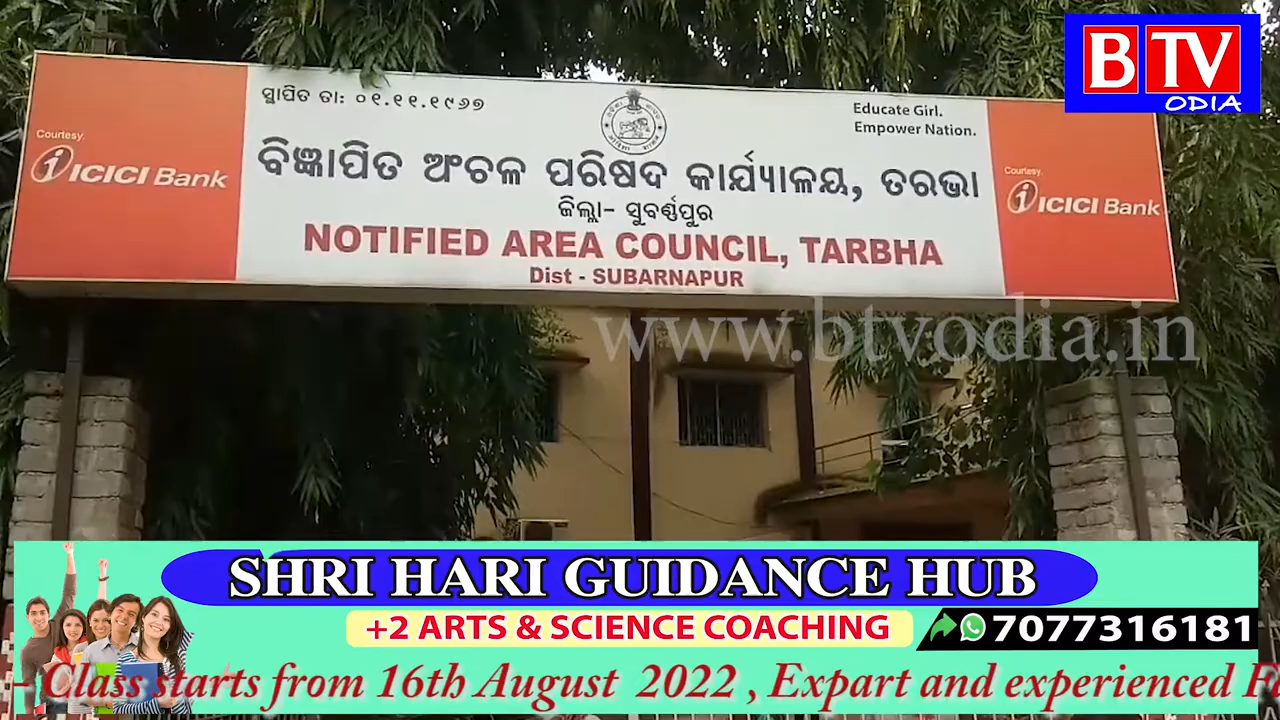 BTV
ODIA
ସ୍ଥାପିତ ତା: ୦୧.୧୧.୧୯୬୭
Educate Girl.
Empower Nation.
Courtesy.
ICICI Bank
ବିଜ୍ଞାପିତ ଅଂଚଳ ପରିଷଦ କାର୍ଯ୍ୟାଳୟ, ତରଭା
Courtesy.
ICICI Bank
ଜିଲ୍ଲା- ସୁବର୍ଣ୍ଣପୁର
NOTIFIED AREA COUNCIL, TARBHA
Dist - SUBARNAPUR
www.btvodia.in
SHRI HARI GUIDANCE HUB
+2 ARTS & SCIENCE COACHING
7077316181
- Class starts from 16th August 2022 , Expart and experienced